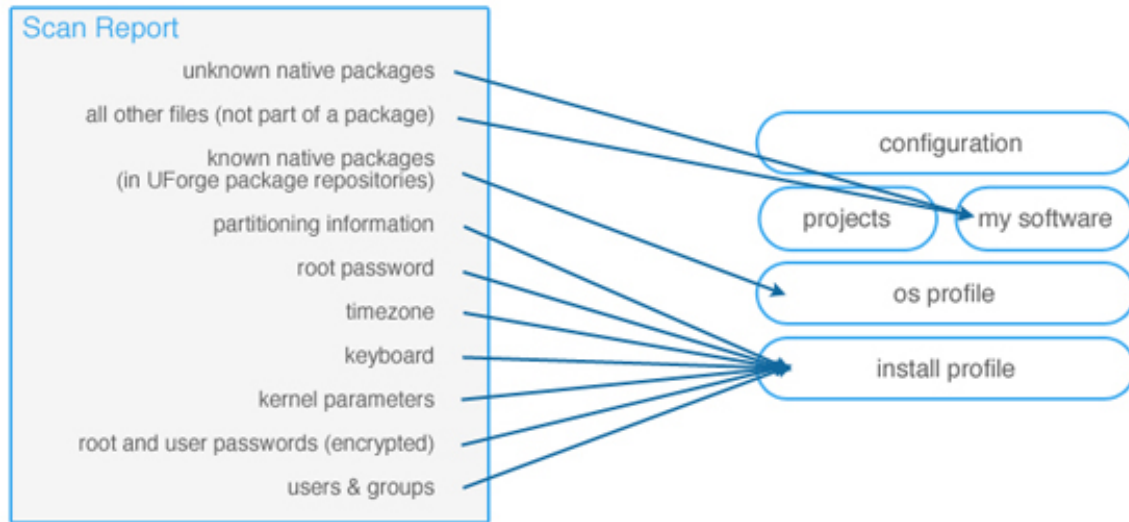 Scan Report
unknown native packages
all other files (not part of a package)
known native packages
(in UForge package repositories)
partitioning information
root password
timezone
keyboard
kernel parameters
root and user passwords (encrypted)
users & groups
configuration
projects
my software
os profile
install profile